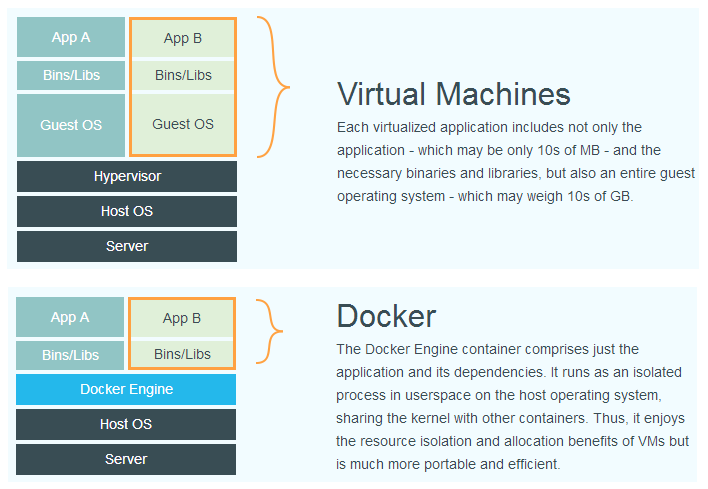 App A
App B
Bins/Libs
Bins/Libs
Guest OS
Guest OS
Hypervisor
Host OS
Server
Virtual Machines
Each virtualized application includes not only the
application - which may be only 10s of MB - and the
necessary binaries and libraries, but also an entire guest
operating system - which may weigh 10s of GB.
App A
App B
Bins/Libs
Bins/Libs
Docker Engine
Host OS
Server
Docker
The Docker Engine container comprises just the
application and its dependencies. It runs as an isolated
process in userspace on the host operating system,
sharing the kernel with other containers. Thus, it enjoys
the resource isolation and allocation benefits of VMs but
is much more portable and efficient.